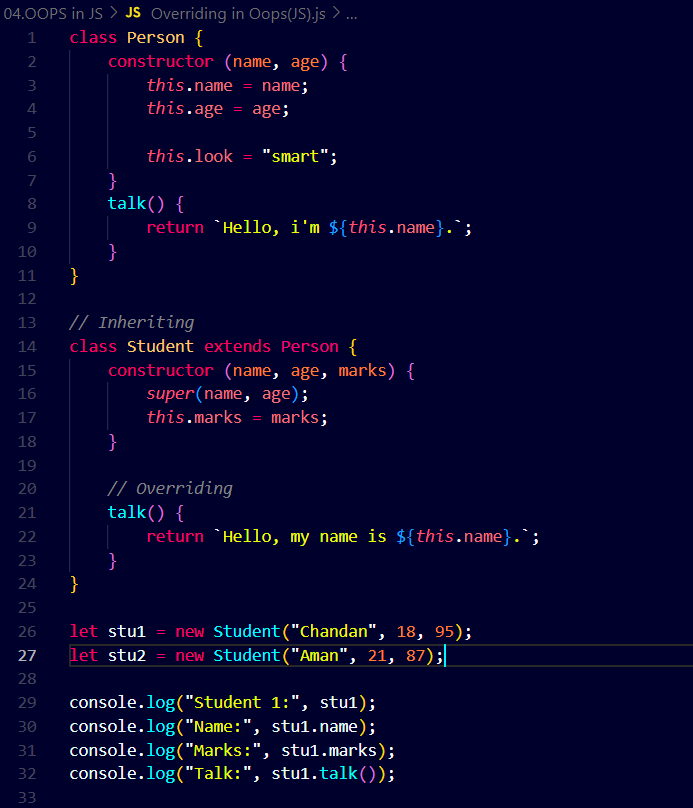 04.OOPS in JS > JS Overriding in Oops(JS).js > ...
1 class Person {
2     constructor (name, age) {
3         this.name = name;
4         this.age = age;
5
6         this.look = "smart";
7     }
8     talk() {
9         return `Hello, i'm ${this.name}.`;
10     }
11 }
12
13 // Inheriting
14 class Student extends Person {
15     constructor (name, age, marks) {
16         super(name, age);
17         this.marks = marks;
18     }
19
20     // Overriding
21     talk() {
22         return `Hello, my name is ${this.name}.`;
23     }
24 }
25
26 let stu1 = new Student("Chandan", 18, 95);
27 let stu2 = new Student("Aman", 21, 87);
28
29 console.log("Student 1:", stu1);
30 console.log("Name:", stu1.name);
31 console.log("Marks:", stu1.marks);
32 console.log("Talk:", stu1.talk());
33